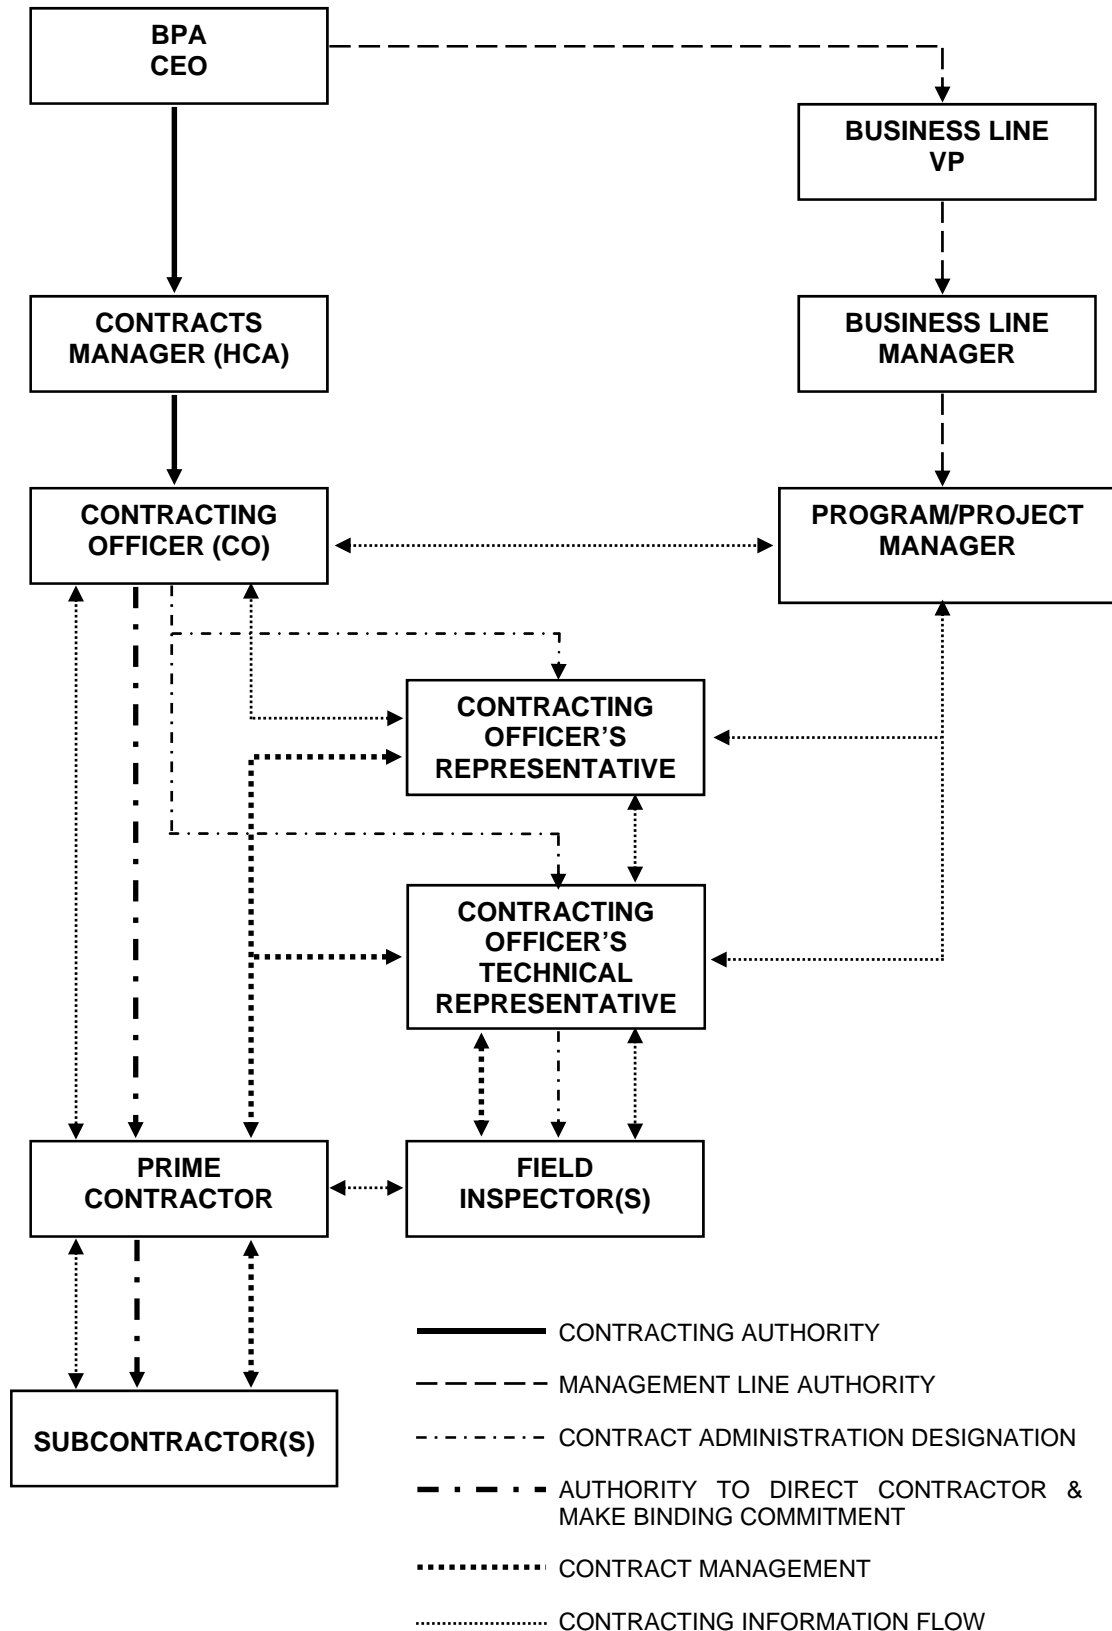 BPA
CEO
BUSINESS LINE
VP
CONTRACTS
MANAGER (HCA)
BUSINESS LINE
MANAGER
CONTRACTING
OFFICER (CO)
PROGRAM/PROJECT
MANAGER
CONTRACTING
OFFICER’S
REPRESENTATIVE
CONTRACTING
OFFICER’S
TECHNICAL
REPRESENTATIVE
PRIME
CONTRACTOR
FIELD
INSPECTOR(S)
SUBCONTRACTOR(S)
CONTRACTING AUTHORITY
MANAGEMENT LINE AUTHORITY
CONTRACT ADMINISTRATION DESIGNATION
AUTHORITY TO DIRECT CONTRACTOR &
MAKE BINDING COMMITMENT
CONTRACT MANAGEMENT
CONTRACTING INFORMATION FLOW